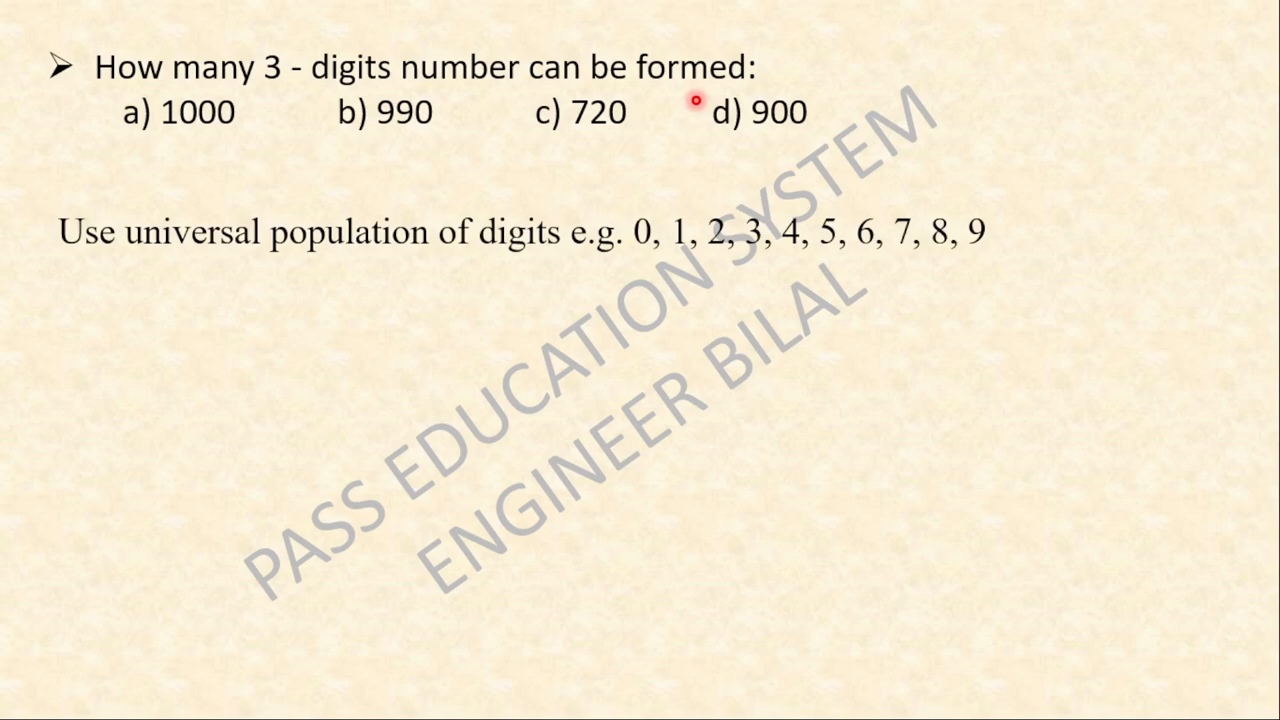 ➢ How many 3 - digits number can be formed:
a) 1000 b) 990 c) 720 d) 900
Use universal population of digits e.g. 0, 1, 2, 3, 4, 5, 6, 7, 8, 9
PASS EDUCATION SYSTEM
ENGINEER BILAL